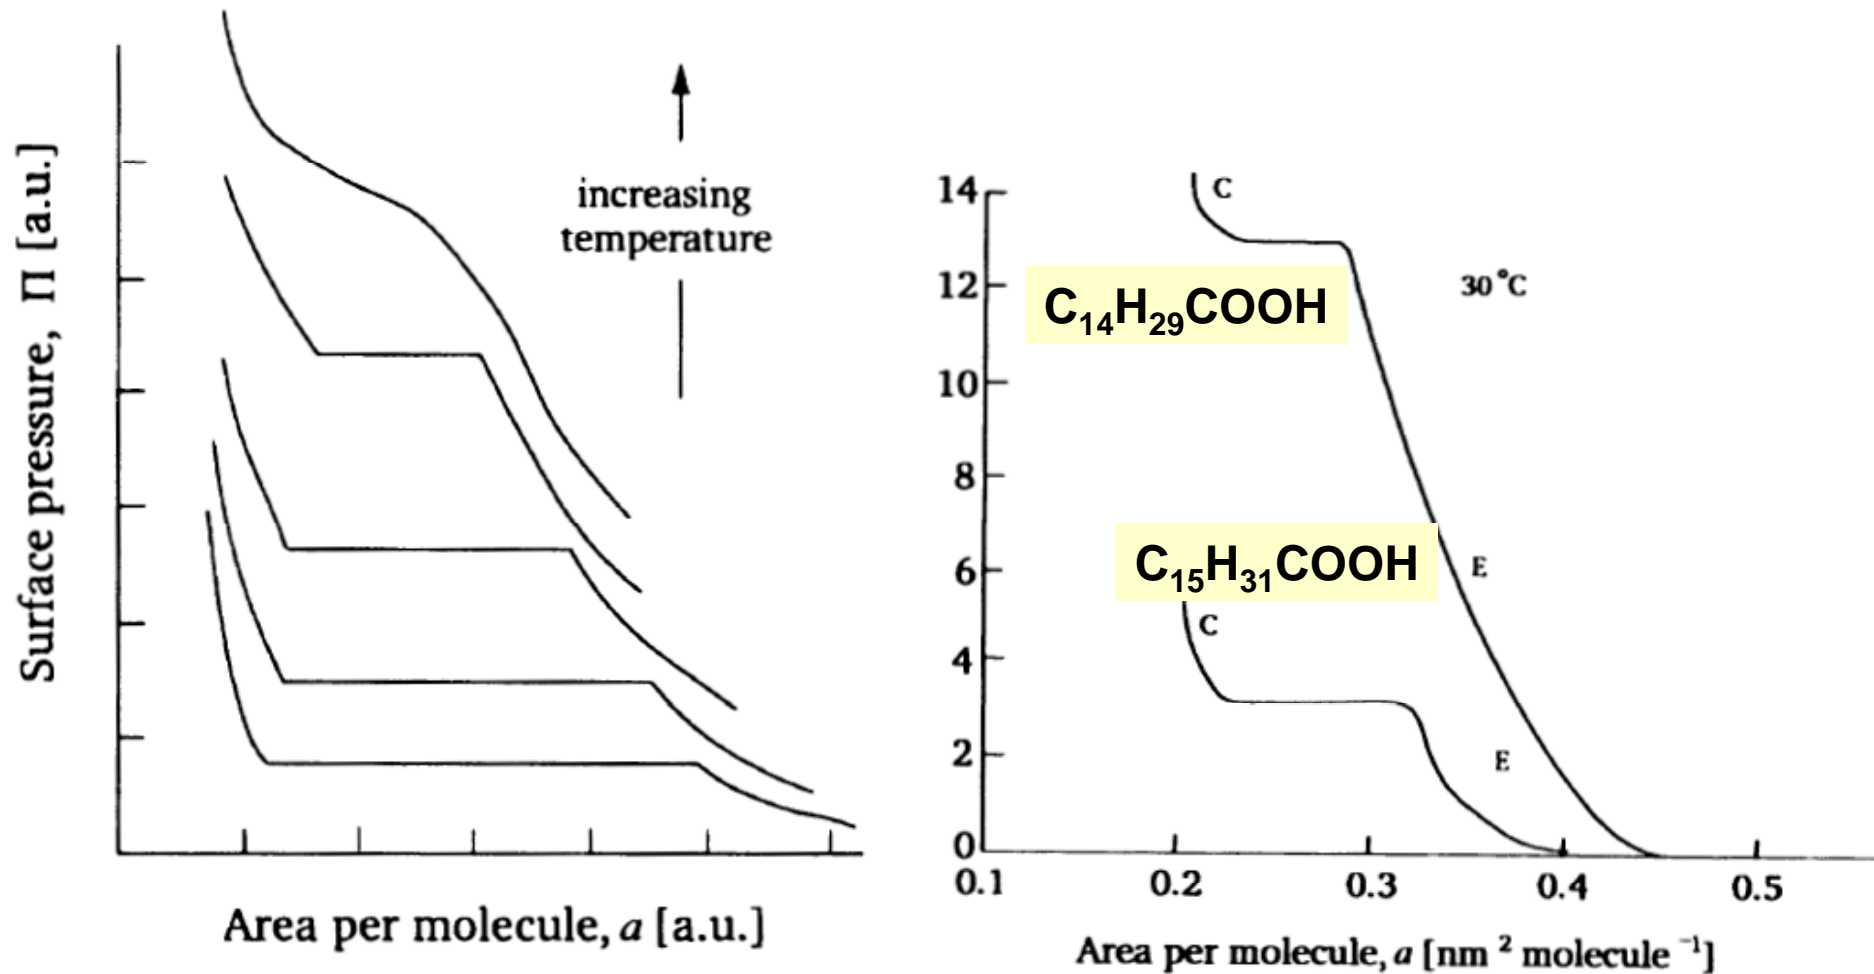 Surface pressure, Π [a.u.]
increasing
temperature
Area per molecule, a [a.u.]
14
12
10
8
6
4
2
0
C
30 °C
C₁₄H₂₉COOH
C₁₅H₃₁COOH
E
C
E
0.1 0.2 0.3 0.4 0.5
Area per molecule, a [nm ² molecule ⁻¹]